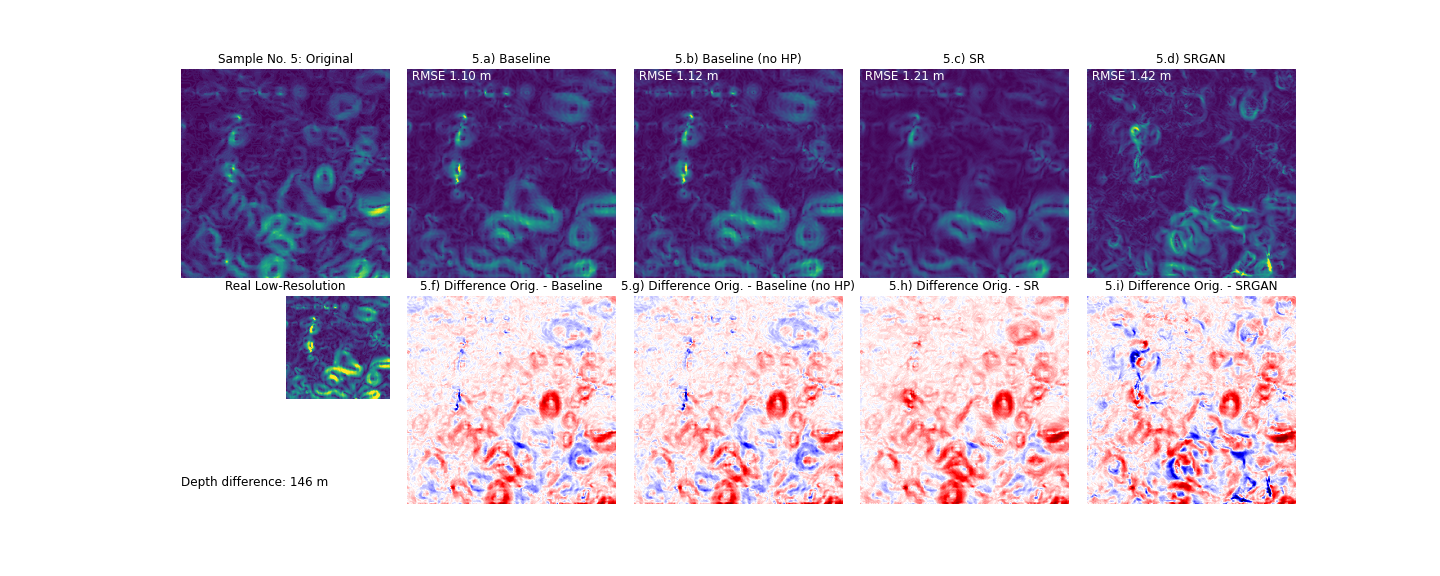 Sample No. 5: Original
5.a) Baseline
5.b) Baseline (no HP)
5.c) SR
5.d) SRGAN
RMSE 1.10 m
RMSE 1.12 m
RMSE 1.21 m
RMSE 1.42 m
Real Low-Resolution
5.f) Difference Orig. - Baseline
5.g) Difference Orig. - Baseline (no HP)
5.h) Difference Orig. - SR
5.i) Difference Orig. - SRGAN
Depth difference: 146 m